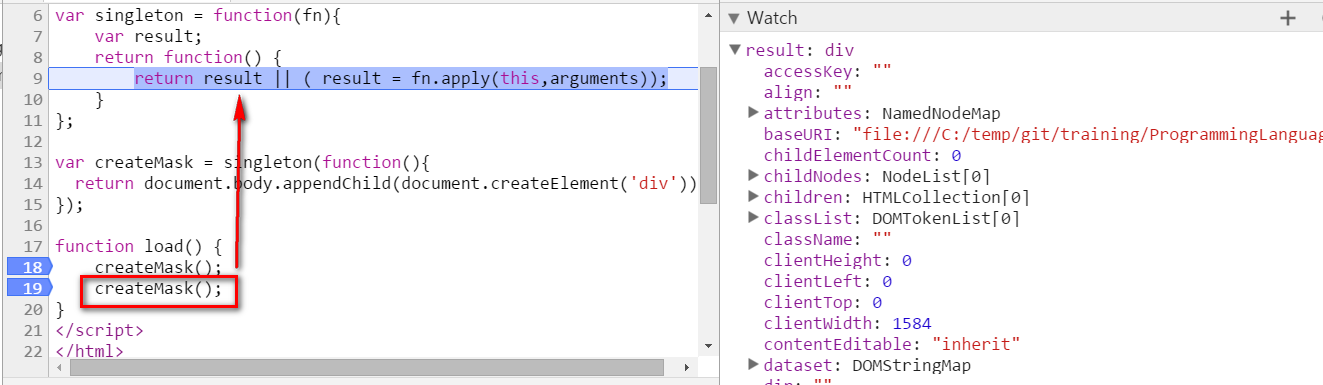 6 var singleton = function(fn){
7 var result;
8 return function() {
9 return result || ( result = fn.apply(this,arguments));
10 }
11 };
12
13 var createMask = singleton(function(){
14 return document.body.appendChild(document.createElement('div'))
15 });
16
17 function load() {
18 createMask();
19 createMask();
20 }
21 </script>
22 </html>
Watch
result: div
accessKey: ""
align: ""
attributes: NamedNodeMap
baseURI: "file:///C:/temp/git/training/ProgrammingLanguag
childElementCount: 0
childNodes: NodeList[0]
children: HTMLCollection[0]
classList: DOMTokenList[0]
className: ""
clientHeight: 0
clientLeft: 0
clientTop: 0
clientWidth: 1584
contentEditable: "inherit"
dataset: DOMStringMap
dir: ""